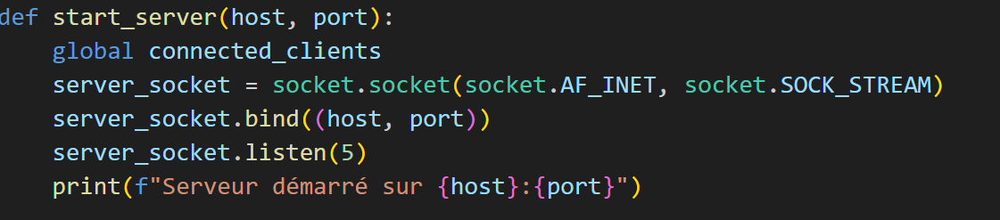 def start_server(host, port):
    global connected_clients
    server_socket = socket.socket(socket.AF_INET, socket.SOCK_STREAM)
    server_socket.bind((host, port))
    server_socket.listen(5)
    print(f"Serveur démarré sur {host}:{port}")